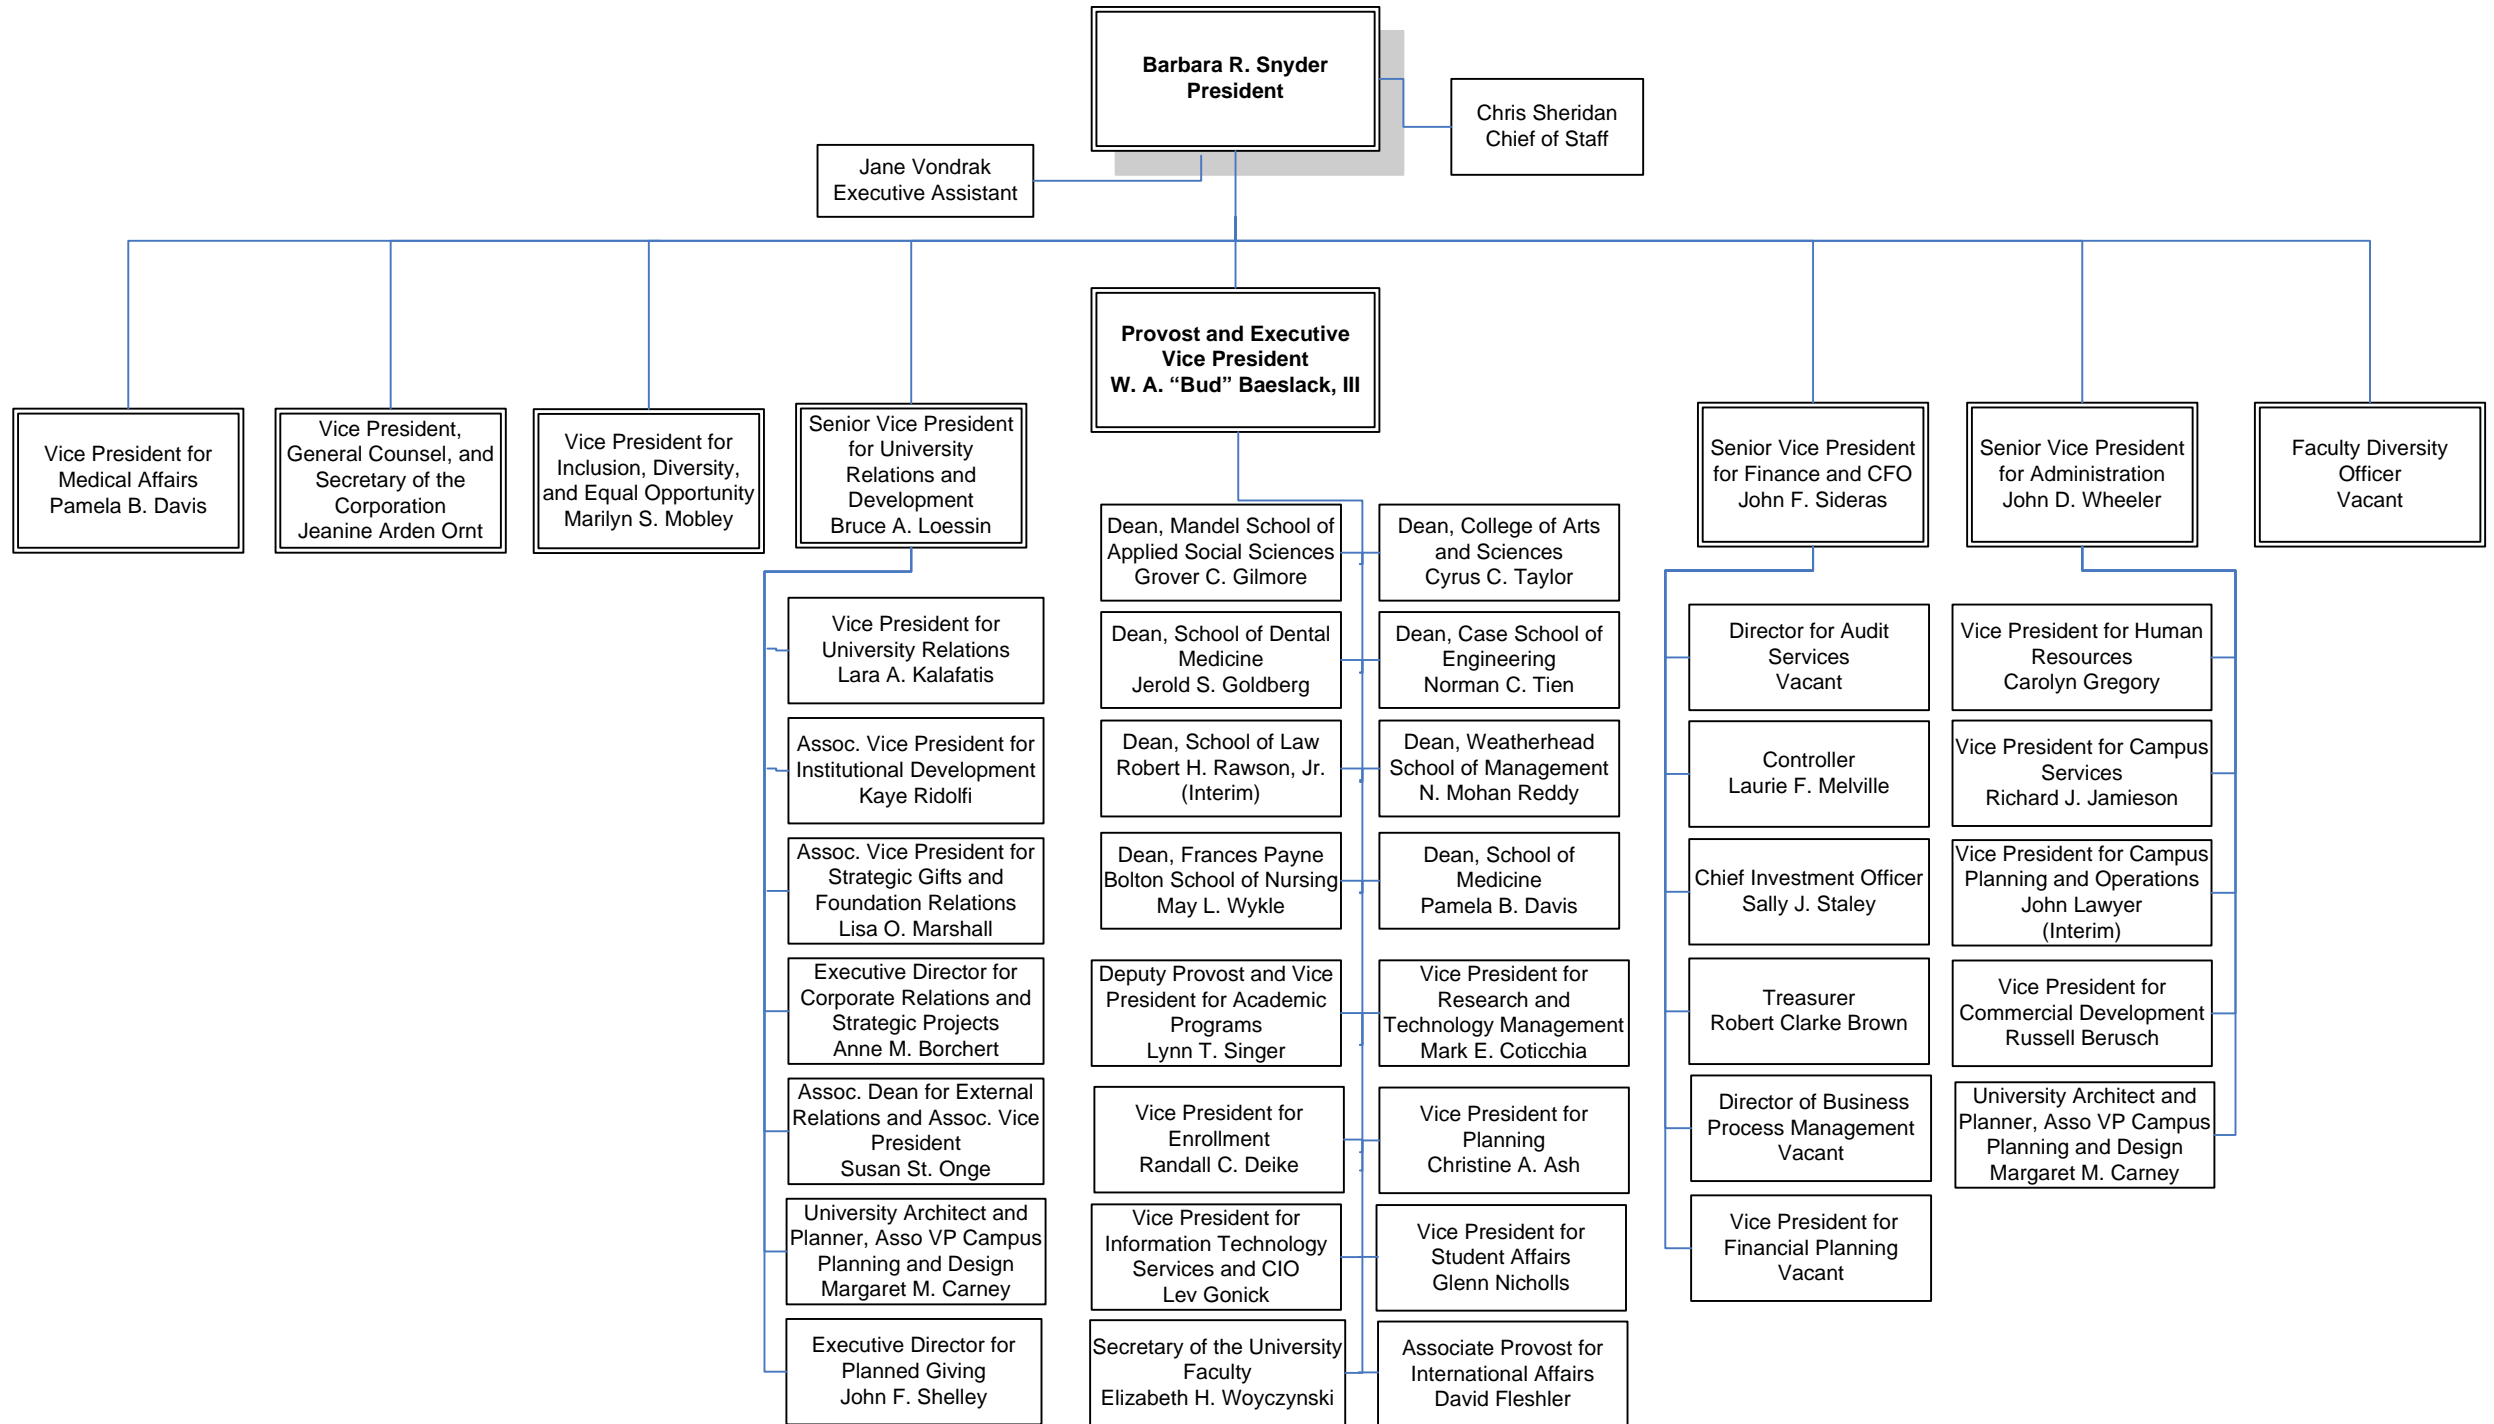 Barbara R. Snyder
President
Chris Sheridan
Chief of Staff
Jane Vondrak
Executive Assistant
Provost and Executive
Vice President
W. A. “Bud” Baeslack, III
Vice President for
Medical Affairs
Pamela B. Davis
Vice President,
General Counsel, and
Secretary of the
Corporation
Jeanine Arden Ornt
Vice President for
Inclusion, Diversity,
and Equal Opportunity
Marilyn S. Mobley
Senior Vice President
for University
Relations and
Development
Bruce A. Loessin
Senior Vice President
for Finance and CFO
John F. Sideras
Senior Vice President
for Administration
John D. Wheeler
Faculty Diversity
Officer
Vacant
Vice President for
University Relations
Lara A. Kalafatis
Assoc. Vice President for
Institutional Development
Kaye Ridolfi
Assoc. Vice President for
Strategic Gifts and
Foundation Relations
Lisa O. Marshall
Executive Director for
Corporate Relations and
Strategic Projects
Anne M. Borchert
Assoc. Dean for External
Relations and Assoc. Vice
President
Susan St. Onge
University Architect and
Planner, Asso VP Campus
Planning and Design
Margaret M. Carney
Executive Director for
Planned Giving
John F. Shelley
Dean, Mandel School of
Applied Social Sciences
Grover C. Gilmore
Dean, College of Arts
and Sciences
Cyrus C. Taylor
Dean, School of Dental
Medicine
Jerold S. Goldberg
Dean, Case School of
Engineering
Norman C. Tien
Dean, School of Law
Robert H. Rawson, Jr.
(Interim)
Dean, Weatherhead
School of Management
N. Mohan Reddy
Dean, Frances Payne
Bolton School of Nursing
May L. Wykle
Dean, School of
Medicine
Pamela B. Davis
Deputy Provost and Vice
President for Academic
Programs
Lynn T. Singer
Vice President for
Research and
Technology Management
Mark E. Coticchia
Vice President for
Enrollment
Randall C. Deike
Vice President for
Planning
Christine A. Ash
Vice President for
Information Technology
Services and CIO
Lev Gonick
Vice President for
Student Affairs
Glenn Nicholls
Secretary of the University
Faculty
Elizabeth H. Woyczynski
Associate Provost for
International Affairs
David Fleshler
Director for Audit
Services
Vacant
Controller
Laurie F. Melville
Chief Investment Officer
Sally J. Staley
Treasurer
Robert Clarke Brown
Director of Business
Process Management
Vacant
Vice President for
Financial Planning
Vacant
Vice President for Human
Resources
Carolyn Gregory
Vice President for Campus
Services
Richard J. Jamieson
Vice President for Campus
Planning and Operations
John Lawyer
(Interim)
Vice President for
Commercial Development
Russell Berusch
University Architect and
Planner, Asso VP Campus
Planning and Design
Margaret M. Carney